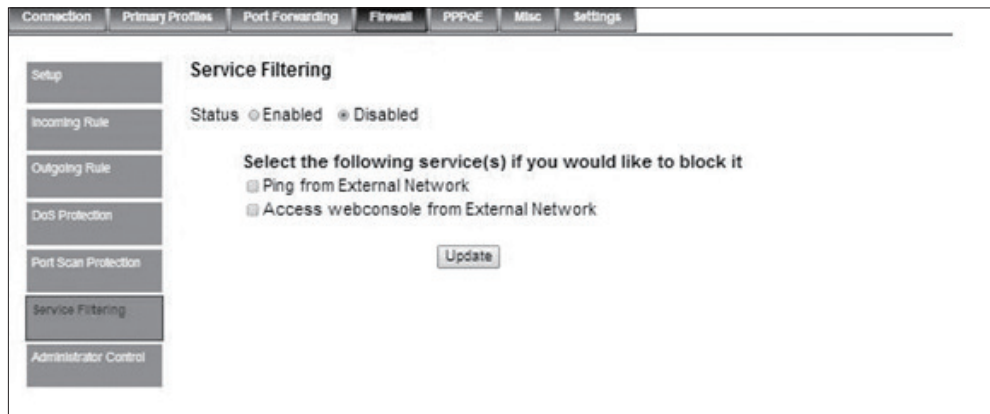 Connection Primary Profiles Port Forwarding Firewall PPPoE Misc Settings
Setup
Incoming Rule
Outgoing Rule
DoS Protection
Port Scan Protection
Service Filtering
Administrator Control
Service Filtering
Status Enabled Disabled
Select the following service(s) if you would like to block it
Ping from External Network
Access webconsole from External Network
Update